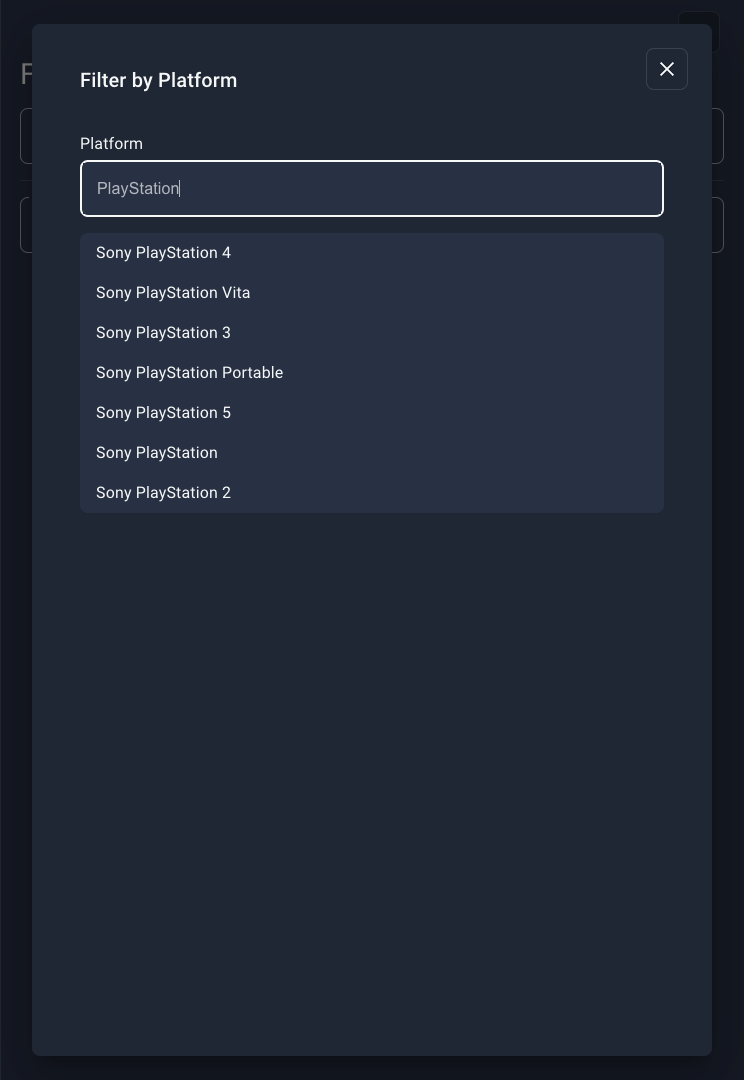 F
Filter by Platform
Platform
PlayStation
Sony PlayStation 4
Sony PlayStation Vita
Sony PlayStation 3
Sony PlayStation Portable
Sony PlayStation 5
Sony PlayStation
Sony PlayStation 2